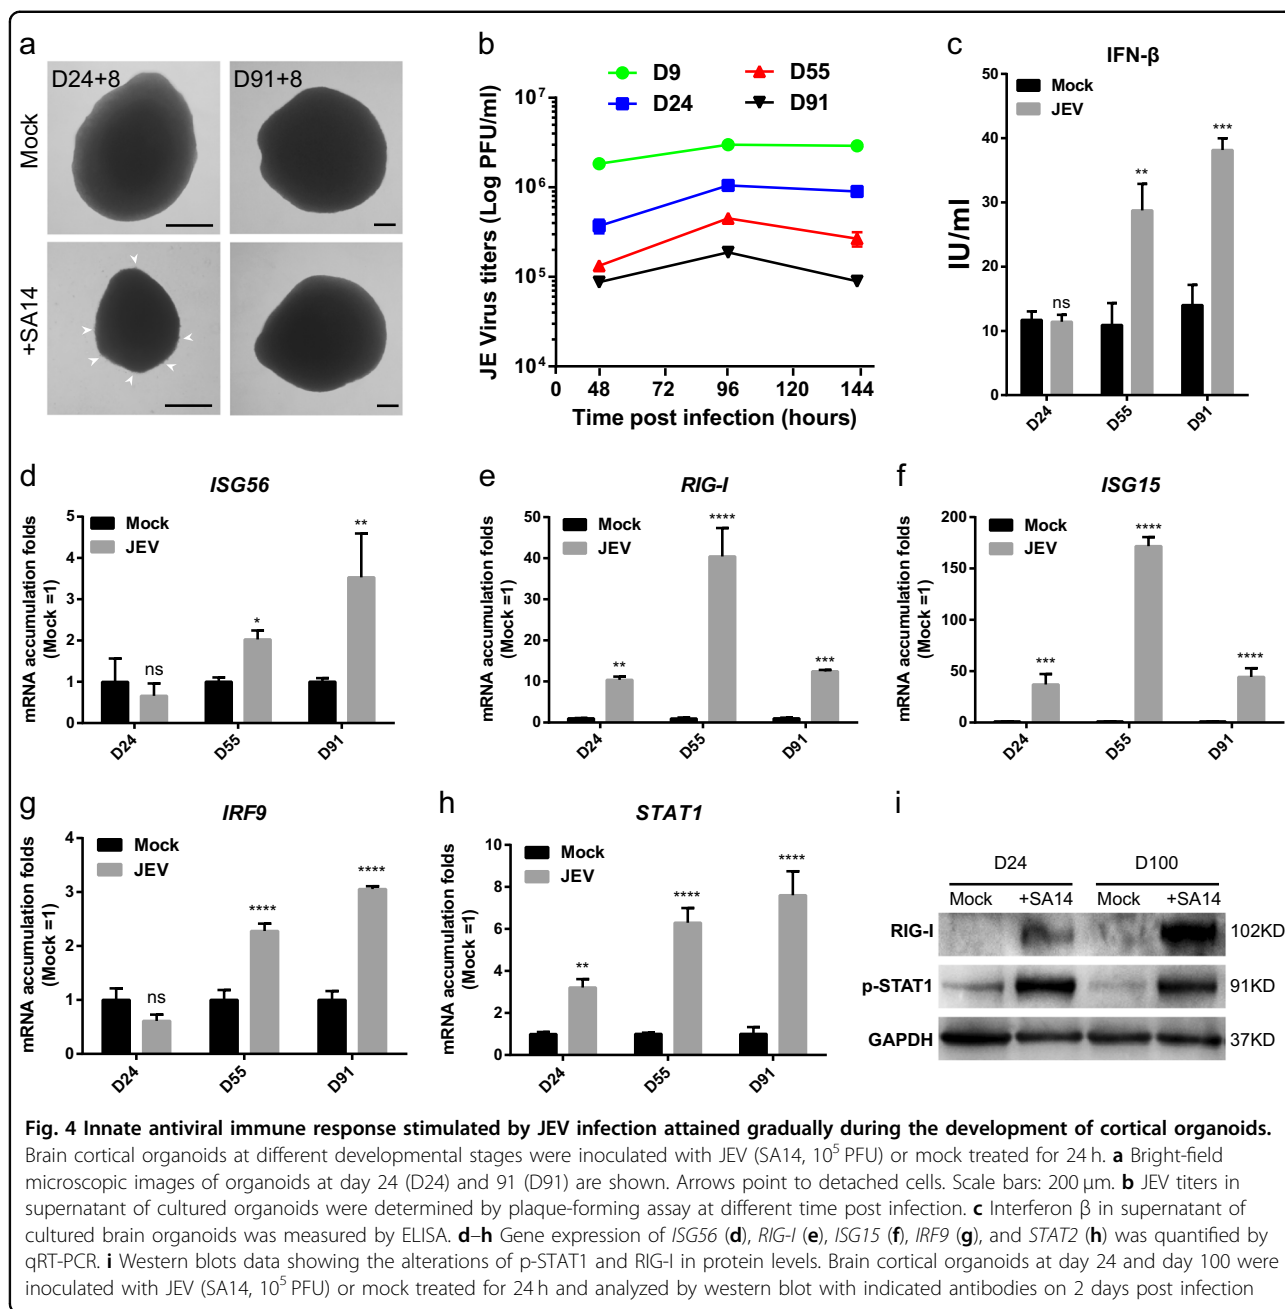 a
D24+8
D91+8
Mock
+SA14
b
D9
D55
D24
D91
JE Virus titers (Log PFU/ml)
10⁷
10⁶
10⁵
10⁴
0 48 72 96 120 144
Time post infection (hours)
c
IFN-β
Mock
JEV
IU/ml
50
40
30
20
10
0
ns
**
***
D24
D55
D91
d
ISG56
Mock
JEV
mRNA accumulation folds
(Mock =1)
5
4
3
2
1
0
ns
*
**
D24
D55
D91
e
RIG-I
Mock
JEV
mRNA accumulation folds
(Mock =1)
50
40
30
20
10
0
**
****
***
D24
D55
D91
f
ISG15
Mock
JEV
mRNA accumulation folds
(Mock =1)
200
150
100
50
0
***
****
****
D24
D55
D91
g
IRF9
Mock
JEV
mRNA accumulation folds
(Mock =1)
4
3
2
1
0
ns
****
****
D24
D55
D91
h
STAT1
Mock
JEV
mRNA accumulation folds
(Mock =1)
10
8
6
4
2
0
**
****
****
D24
D55
D91
i
D24 D100
Mock +SA14 Mock +SA14
RIG-I 102KD
p-STAT1 91KD
GAPDH 37KD
Fig. 4 Innate antiviral immune response stimulated by JEV infection attained gradually during the development of cortical organoids.
Brain cortical organoids at different developmental stages were inoculated with JEV (SA14, 10⁵ PFU) or mock treated for 24 h. a Bright-field
microscopic images of organoids at day 24 (D24) and 91 (D91) are shown. Arrows point to detached cells. Scale bars: 200 µm. b JEV titers in
supernatant of cultured organoids were determined by plaque-forming assay at different time post infection. c Interferon β in supernatant of
cultured brain organoids was measured by ELISA. d–h Gene expression of ISG56 (d), RIG-I (e), ISG15 (f), IRF9 (g), and STAT2 (h) was quantified by
qRT-PCR. i Western blots data showing the alterations of p-STAT1 and RIG-I in protein levels. Brain cortical organoids at day 24 and day 100 were
inoculated with JEV (SA14, 10⁵ PFU) or mock treated for 24 h and analyzed by western blot with indicated antibodies on 2 days post infection